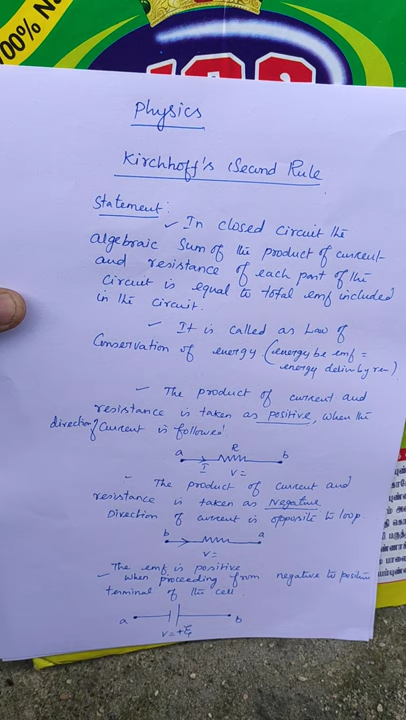 100% N
Physics
Kirchhoff's Second Rule
Statement:
✓ In closed circuit the
algebraic sum of the product of current
and resistance of each part of the
circuit is equal to total emf included
in the circuit.
✓ It is called as Law of
Conservation of energy (energy by emf =
energy by)
– The product of current and
resistance is taken as positive, when the
direction of current is followed
a R b
I V=
– The product of current and
resistance is taken as Negative
Direction of current is opposite to loop
b a
V=
– The emf is positive
✓ when proceeding from negative to positive
terminal of the cell
a b
V=+